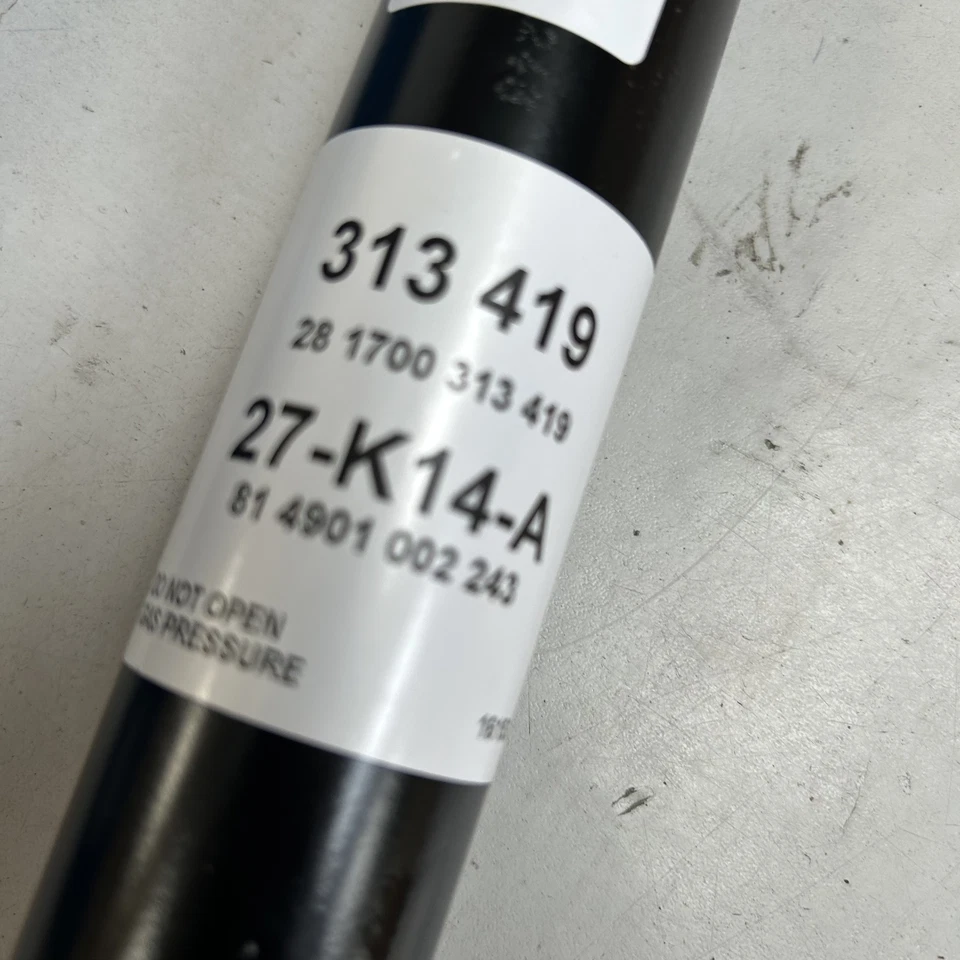 313 419
28 1700 313 419
27-K14-A
81 4901 002 243
DO NOT OPEN
GAS PRESSURE